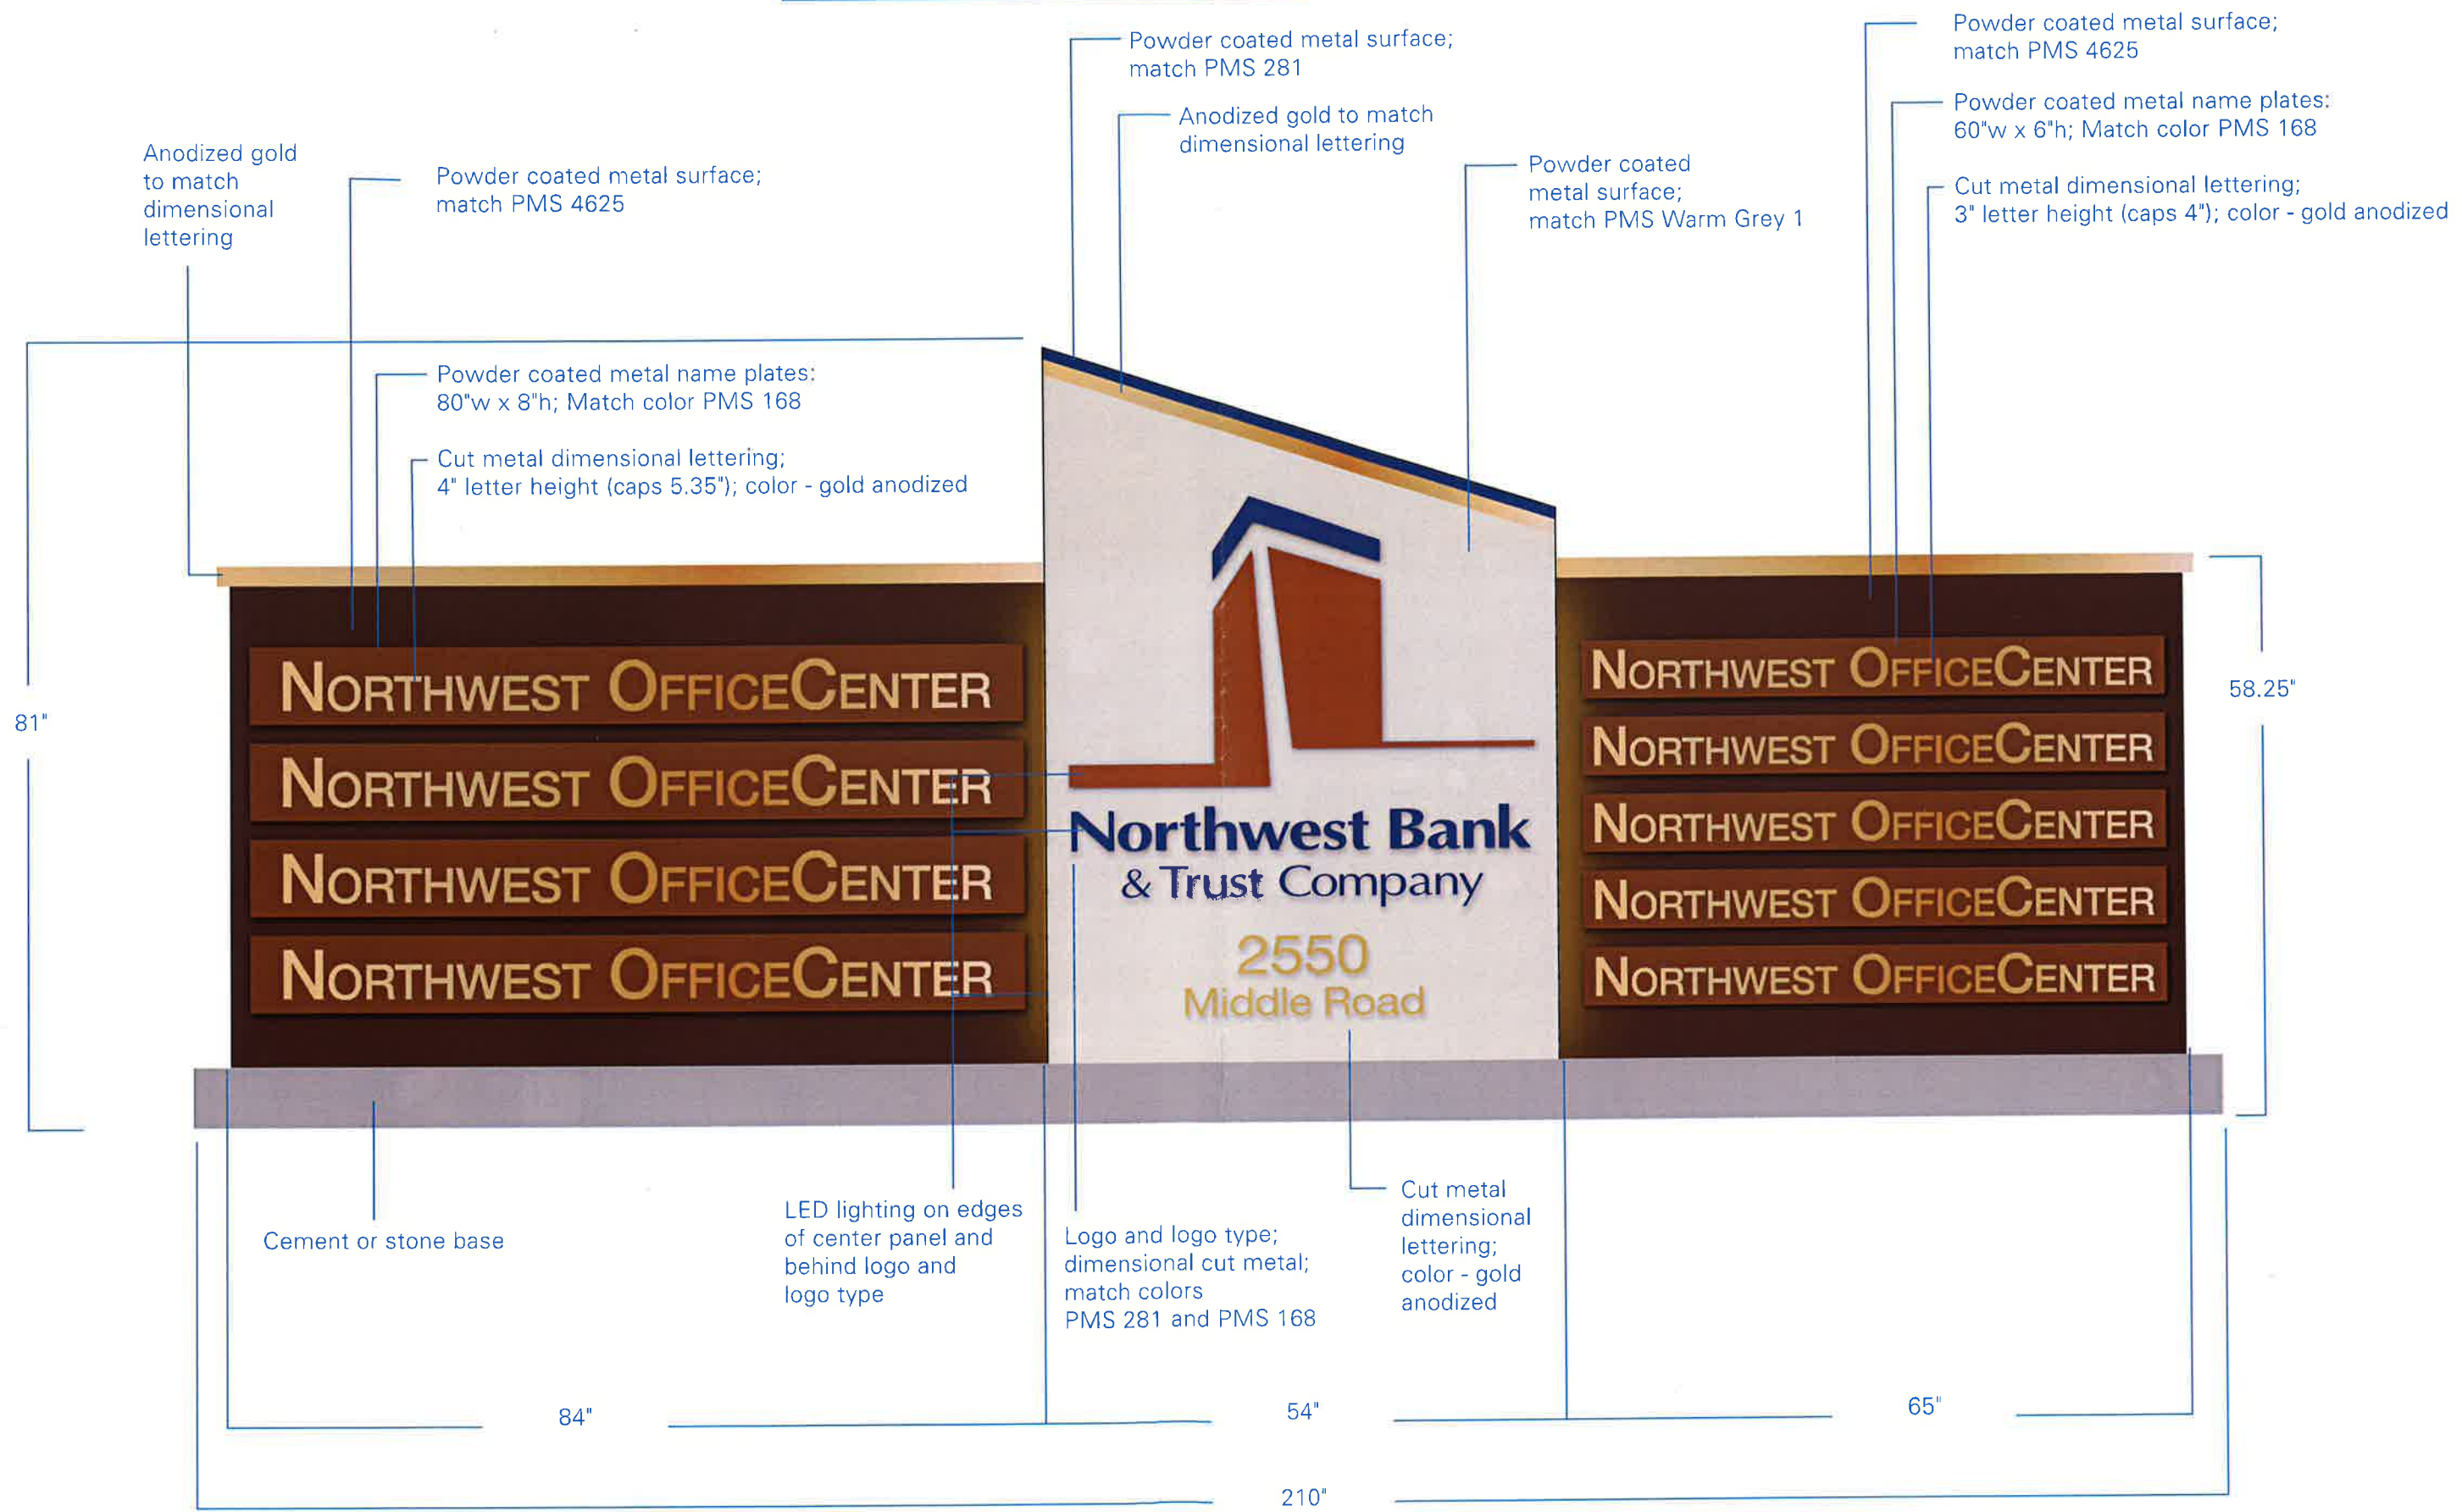 Powder coated metal surface;
match PMS 281
Anodized gold to match
dimensional lettering
Powder coated
metal surface;
match PMS Warm Grey 1
Powder coated metal surface;
match PMS 4625
Powder coated metal name plates:
60"w x 6"h; Match color PMS 168
Cut metal dimensional lettering;
3" letter height (caps 4"); color - gold anodized
Anodized gold
to match
dimensional
lettering
Powder coated metal surface;
match PMS 4625
Powder coated metal name plates:
80"w x 8"h; Match color PMS 168
Cut metal dimensional lettering;
4" letter height (caps 5.35"); color - gold anodized
81"
NORTHWEST OFFICECENTER
NORTHWEST OFFICECENTER
NORTHWEST OFFICECENTER
NORTHWEST OFFICECENTER
Northwest Bank
& Trust Company
2550
Middle Road
NORTHWEST OFFICECENTER
NORTHWEST OFFICECENTER
NORTHWEST OFFICECENTER
NORTHWEST OFFICECENTER
NORTHWEST OFFICECENTER
58.25"
Cement or stone base
LED lighting on edges
of center panel and
behind logo and
logo type
Logo and logo type;
dimensional cut metal;
match colors
PMS 281 and PMS 168
Cut metal
dimensional
lettering;
color - gold
anodized
84"
54"
65"
210"